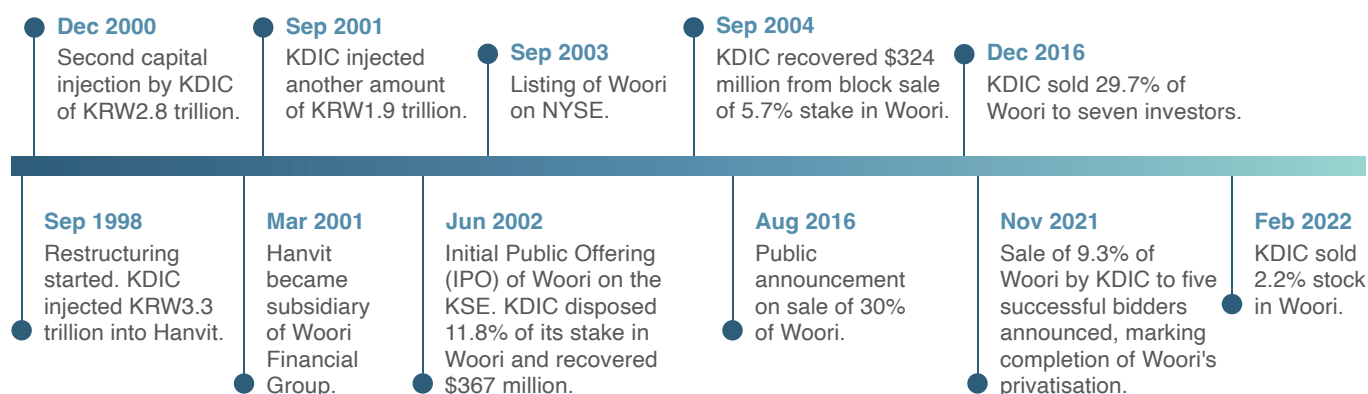 Dec 2000
Second capital
injection by KDIC
of KRW2.8 trillion.
Sep 2001
KDIC injected
another amount
of KRW1.9 trillion.
Sep 2003
Listing of Woori
on NYSE.
Sep 2004
KDIC recovered $324
million from block sale
of 5.7% stake in Woori.
Dec 2016
KDIC sold 29.7% of
Woori to seven investors.
Sep 1998
Restructuring
started. KDIC
injected KRW3.3
trillion into Hanvit.
Mar 2001
Hanvit
became
subsidiary
of Woori
Financial
Group.
Jun 2002
Initial Public Offering
(IPO) of Woori on the
KSE. KDIC disposed
11.8% of its stake in
Woori and recovered
$367 million.
Aug 2016
Public
announcement
on sale of 30%
of Woori.
Nov 2021
Sale of 9.3% of
Woori by KDIC to five
successful bidders
announced, marking
completion of Woori's
privatisation.
Feb 2022
KDIC sold
2.2% stock
in Woori.